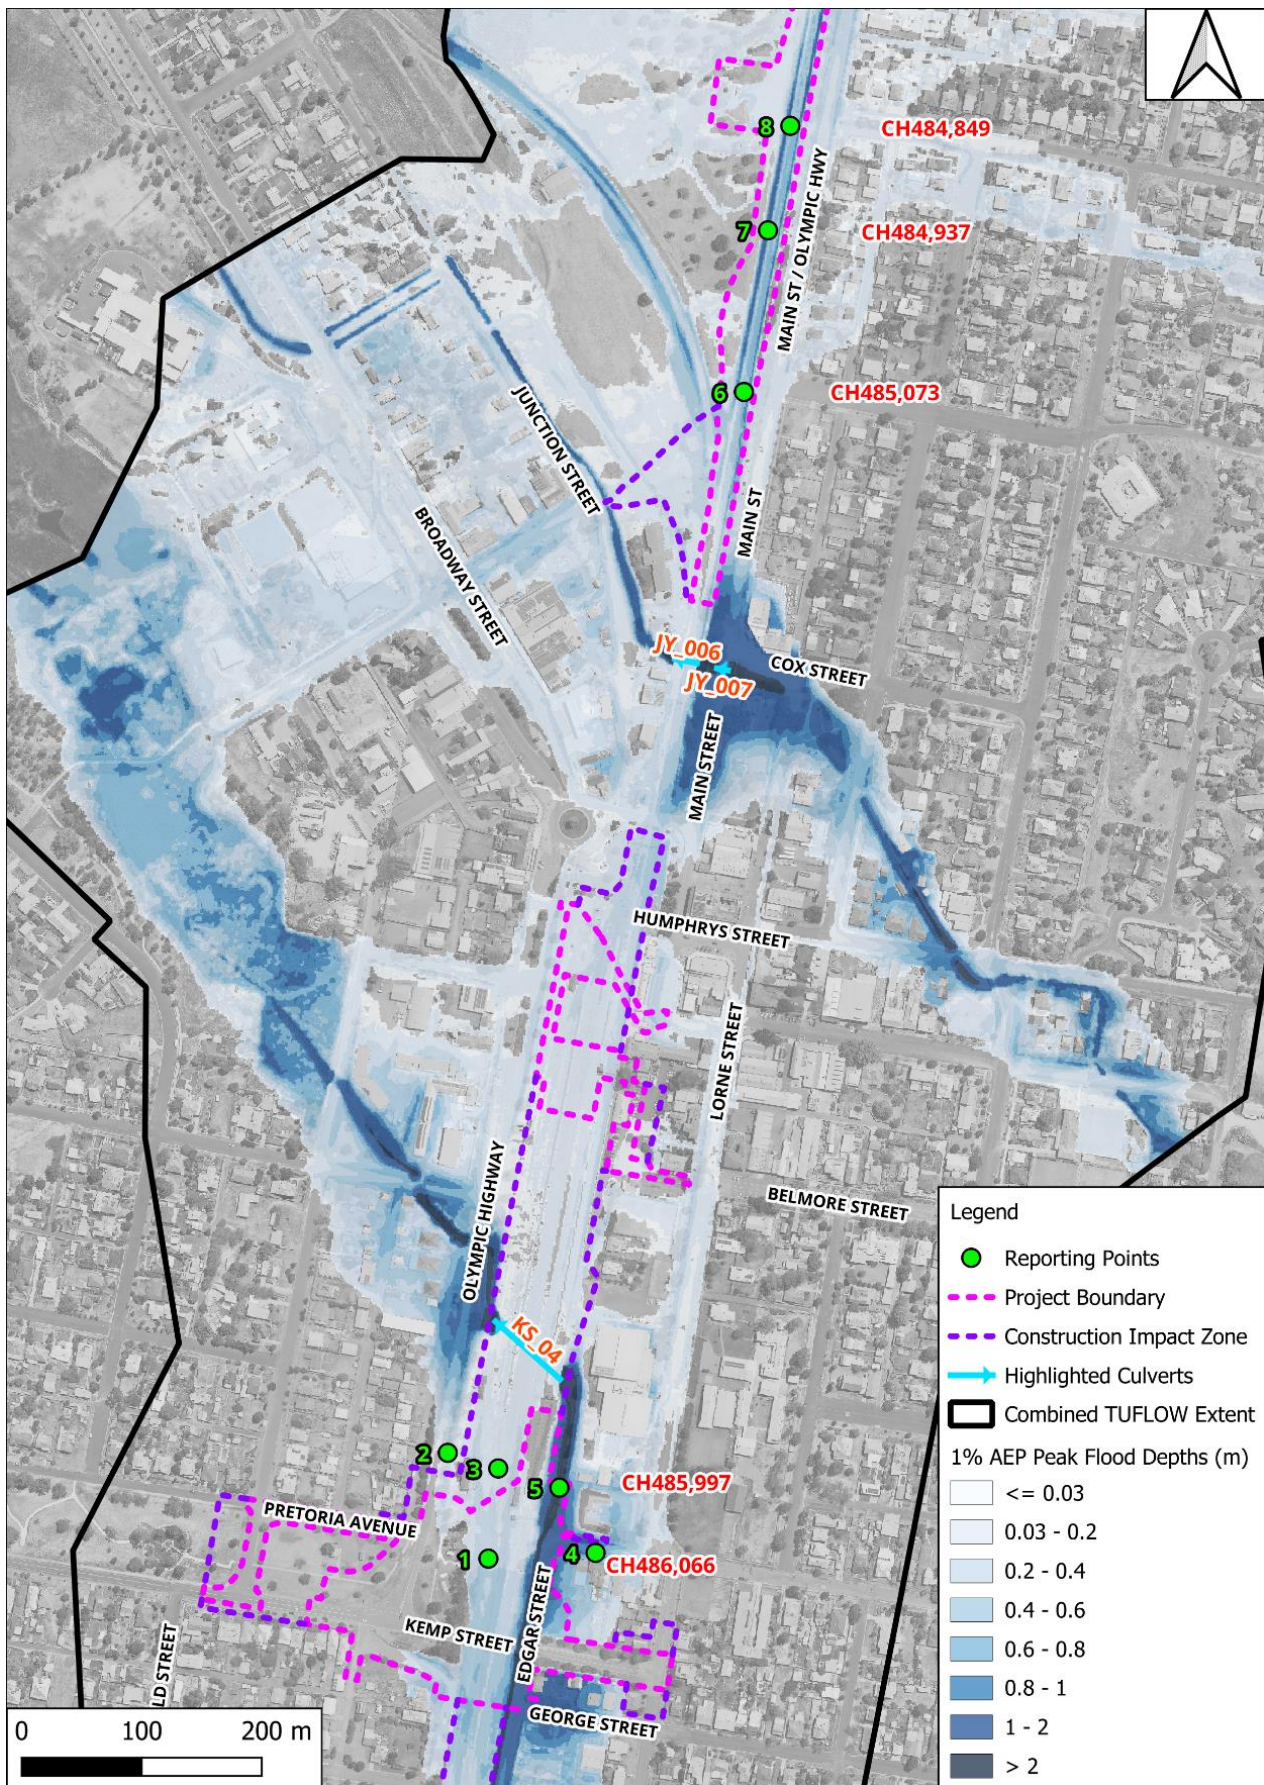 8
CH484,849
7
CH484,937
MAIN ST / OLYMPIC HWY
6
CH485,073
JUNCTION STREET
MAIN ST
BROADWAY STREET
JY_006
COX STREET
JY_007
MAIN STREET
HUMPHRYS STREET
LORNE STREET
OLYMPIC HIGHWAY
BELMORE STREET
KS_04
2
3
5
CH485,997
PRETORIA AVENUE
1
4
CH486,066
EDGAR STREET
KEMP STREET
LD STREET
GEORGE STREET
0 100 200 m
Legend
Reporting Points
Project Boundary
Construction Impact Zone
Highlighted Culverts
Combined TUFLOW Extent
1% AEP Peak Flood Depths (m)
<= 0.03
0.03 - 0.2
0.2 - 0.4
0.4 - 0.6
0.6 - 0.8
0.8 - 1
1 - 2
> 2